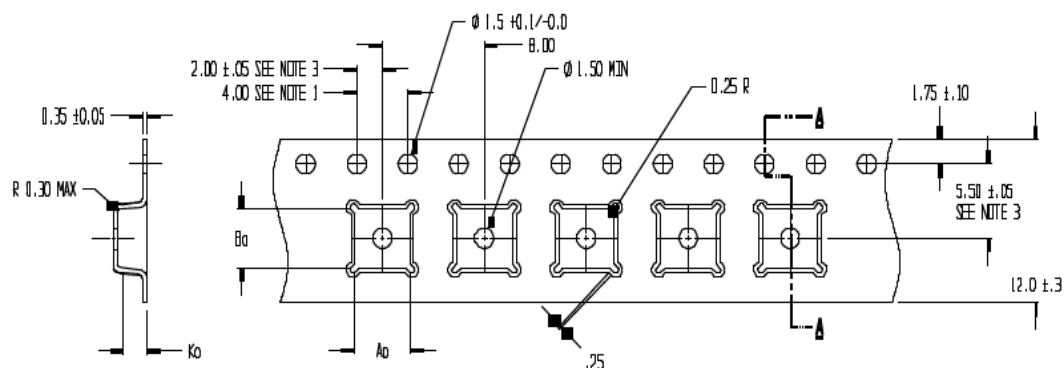 ϕ 1.5 +0.1/-0.0
8.00
2.00 ±.05 SEE NOTE 3
ϕ 1.50 MIN
4.00 SEE NOTE 1
0.25 R
1.75 ±.10
0.35 ±0.05
A
R 0.30 MAX
5.50 ±.05
SEE NOTE 3
Bo
12.0 ±.3
A
Ko
Ao
.25